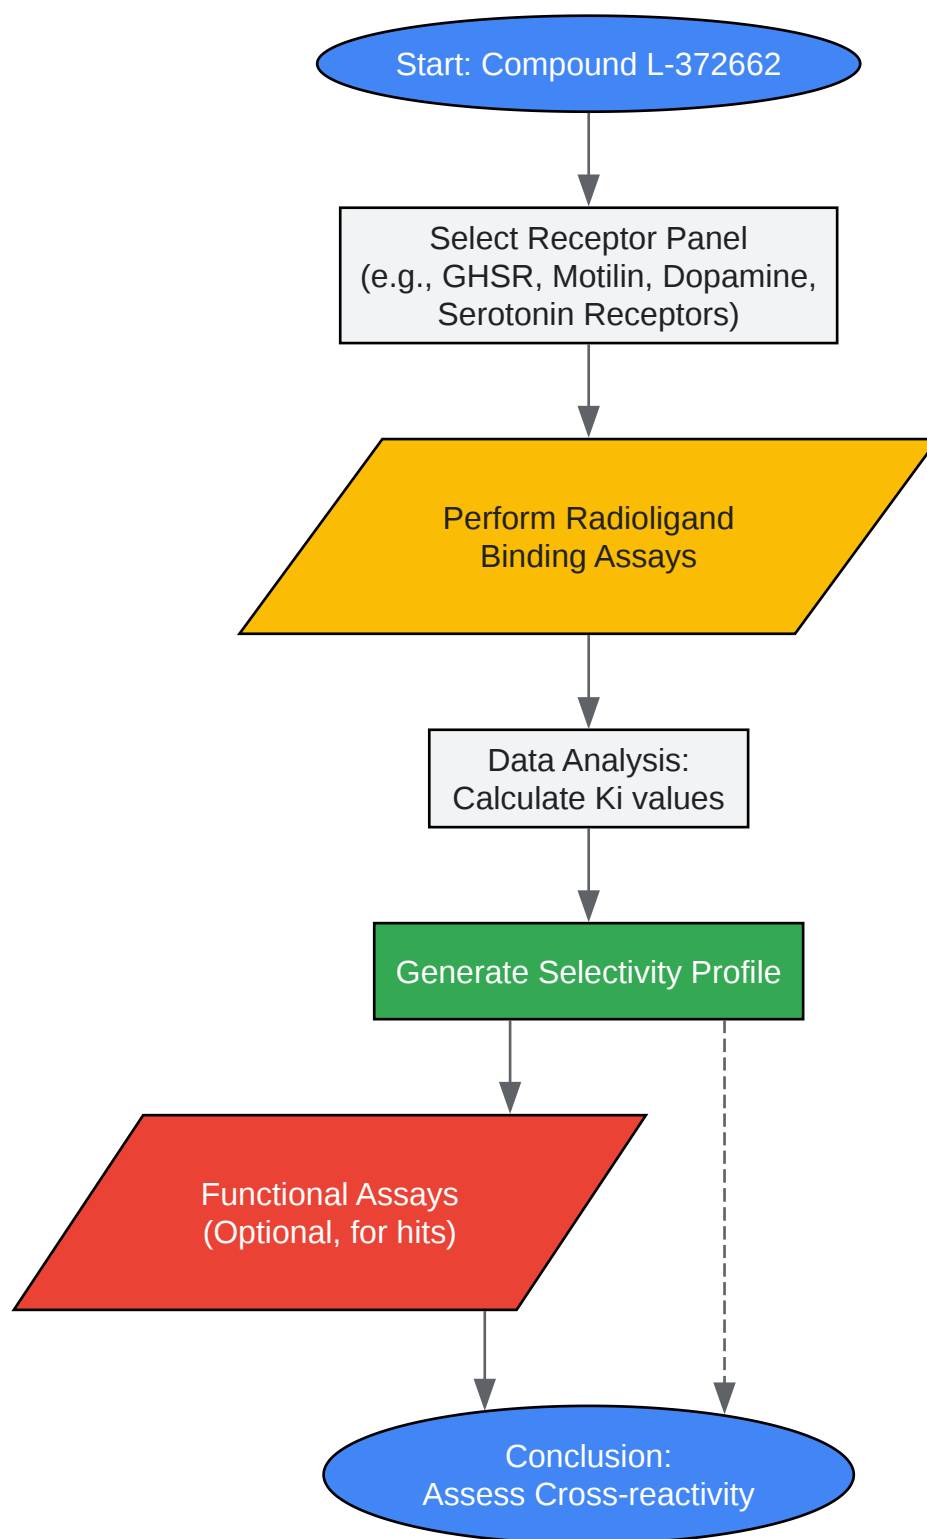 Start: Compound L-372662
Select Receptor Panel
(e.g., GHSR, Motilin, Dopamine,
Serotonin Receptors)
Perform Radioligand
Binding Assays
Data Analysis:
Calculate Ki values
Generate Selectivity Profile
Functional Assays
(Optional, for hits)
Conclusion:
Assess Cross-reactivity